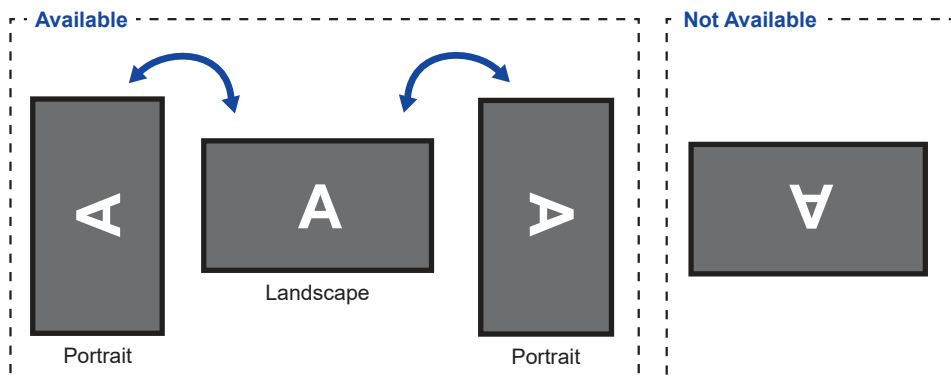 Available
Not Available
A
A
A
A
Landscape
Portrait
Portrait